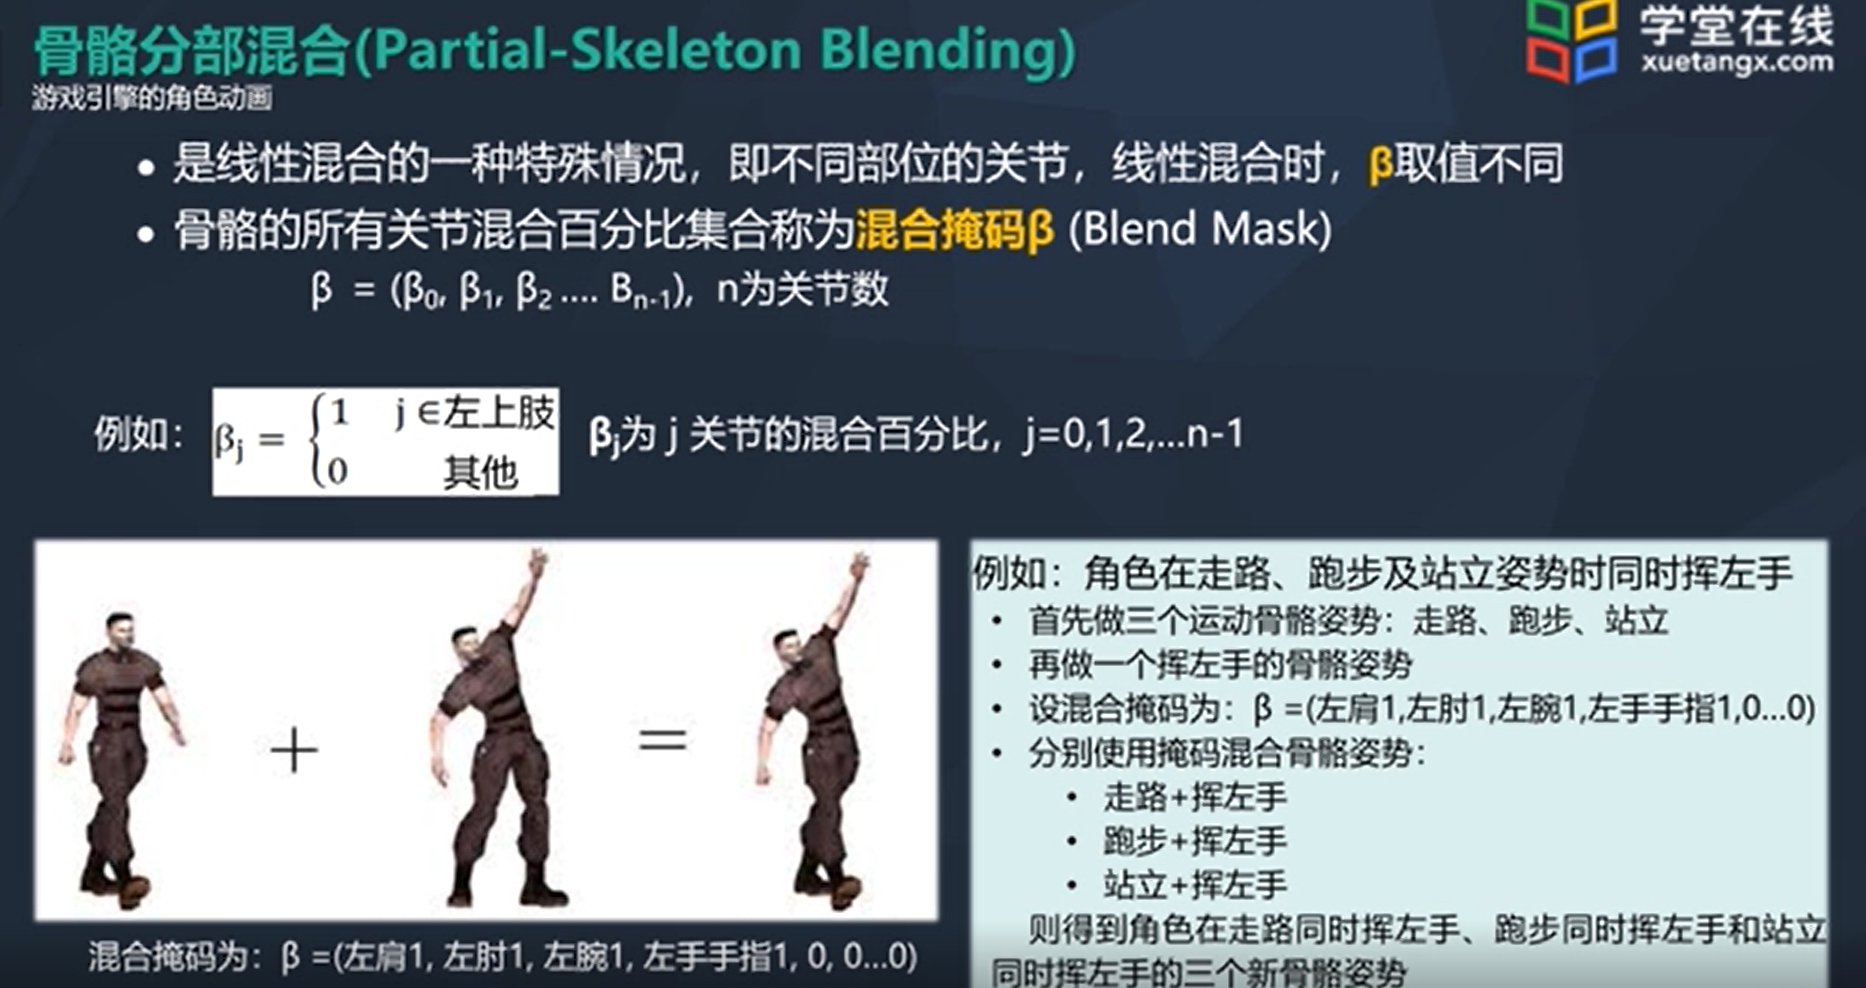 骨骼分部混合(Partial-Skeleton Blending)
学堂在线
xuetangx.com
游戏引擎的角色动画
• 是线性混合的一种特殊情况，即不同部位的关节，线性混合时，β取值不同
• 骨骼的所有关节混合百分比集合称为混合掩码β (Blend Mask)
β = (β0, β1, β2 .... Bn-1)，n为关节数
例如：
βj = { 1 j ∈左上肢
0 其他
βj为 j 关节的混合百分比，j=0,1,2,...n-1
+ =
混合掩码为：β =(左肩1, 左肘1, 左腕1, 左手手指1, 0, 0...0)
例如：角色在走路、跑步及站立姿势时同时挥左手
• 首先做三个运动骨骼姿势：走路、跑步、站立
• 再做一个挥左手的骨骼姿势
• 设混合掩码为：β =(左肩1,左肘1,左腕1,左手手指1,0...0)
• 分别使用掩码混合骨骼姿势：
• 走路+挥左手
• 跑步+挥左手
• 站立+挥左手
则得到角色在走路同时挥左手、跑步同时挥左手和站立
同时挥左手的三个新骨骼姿势